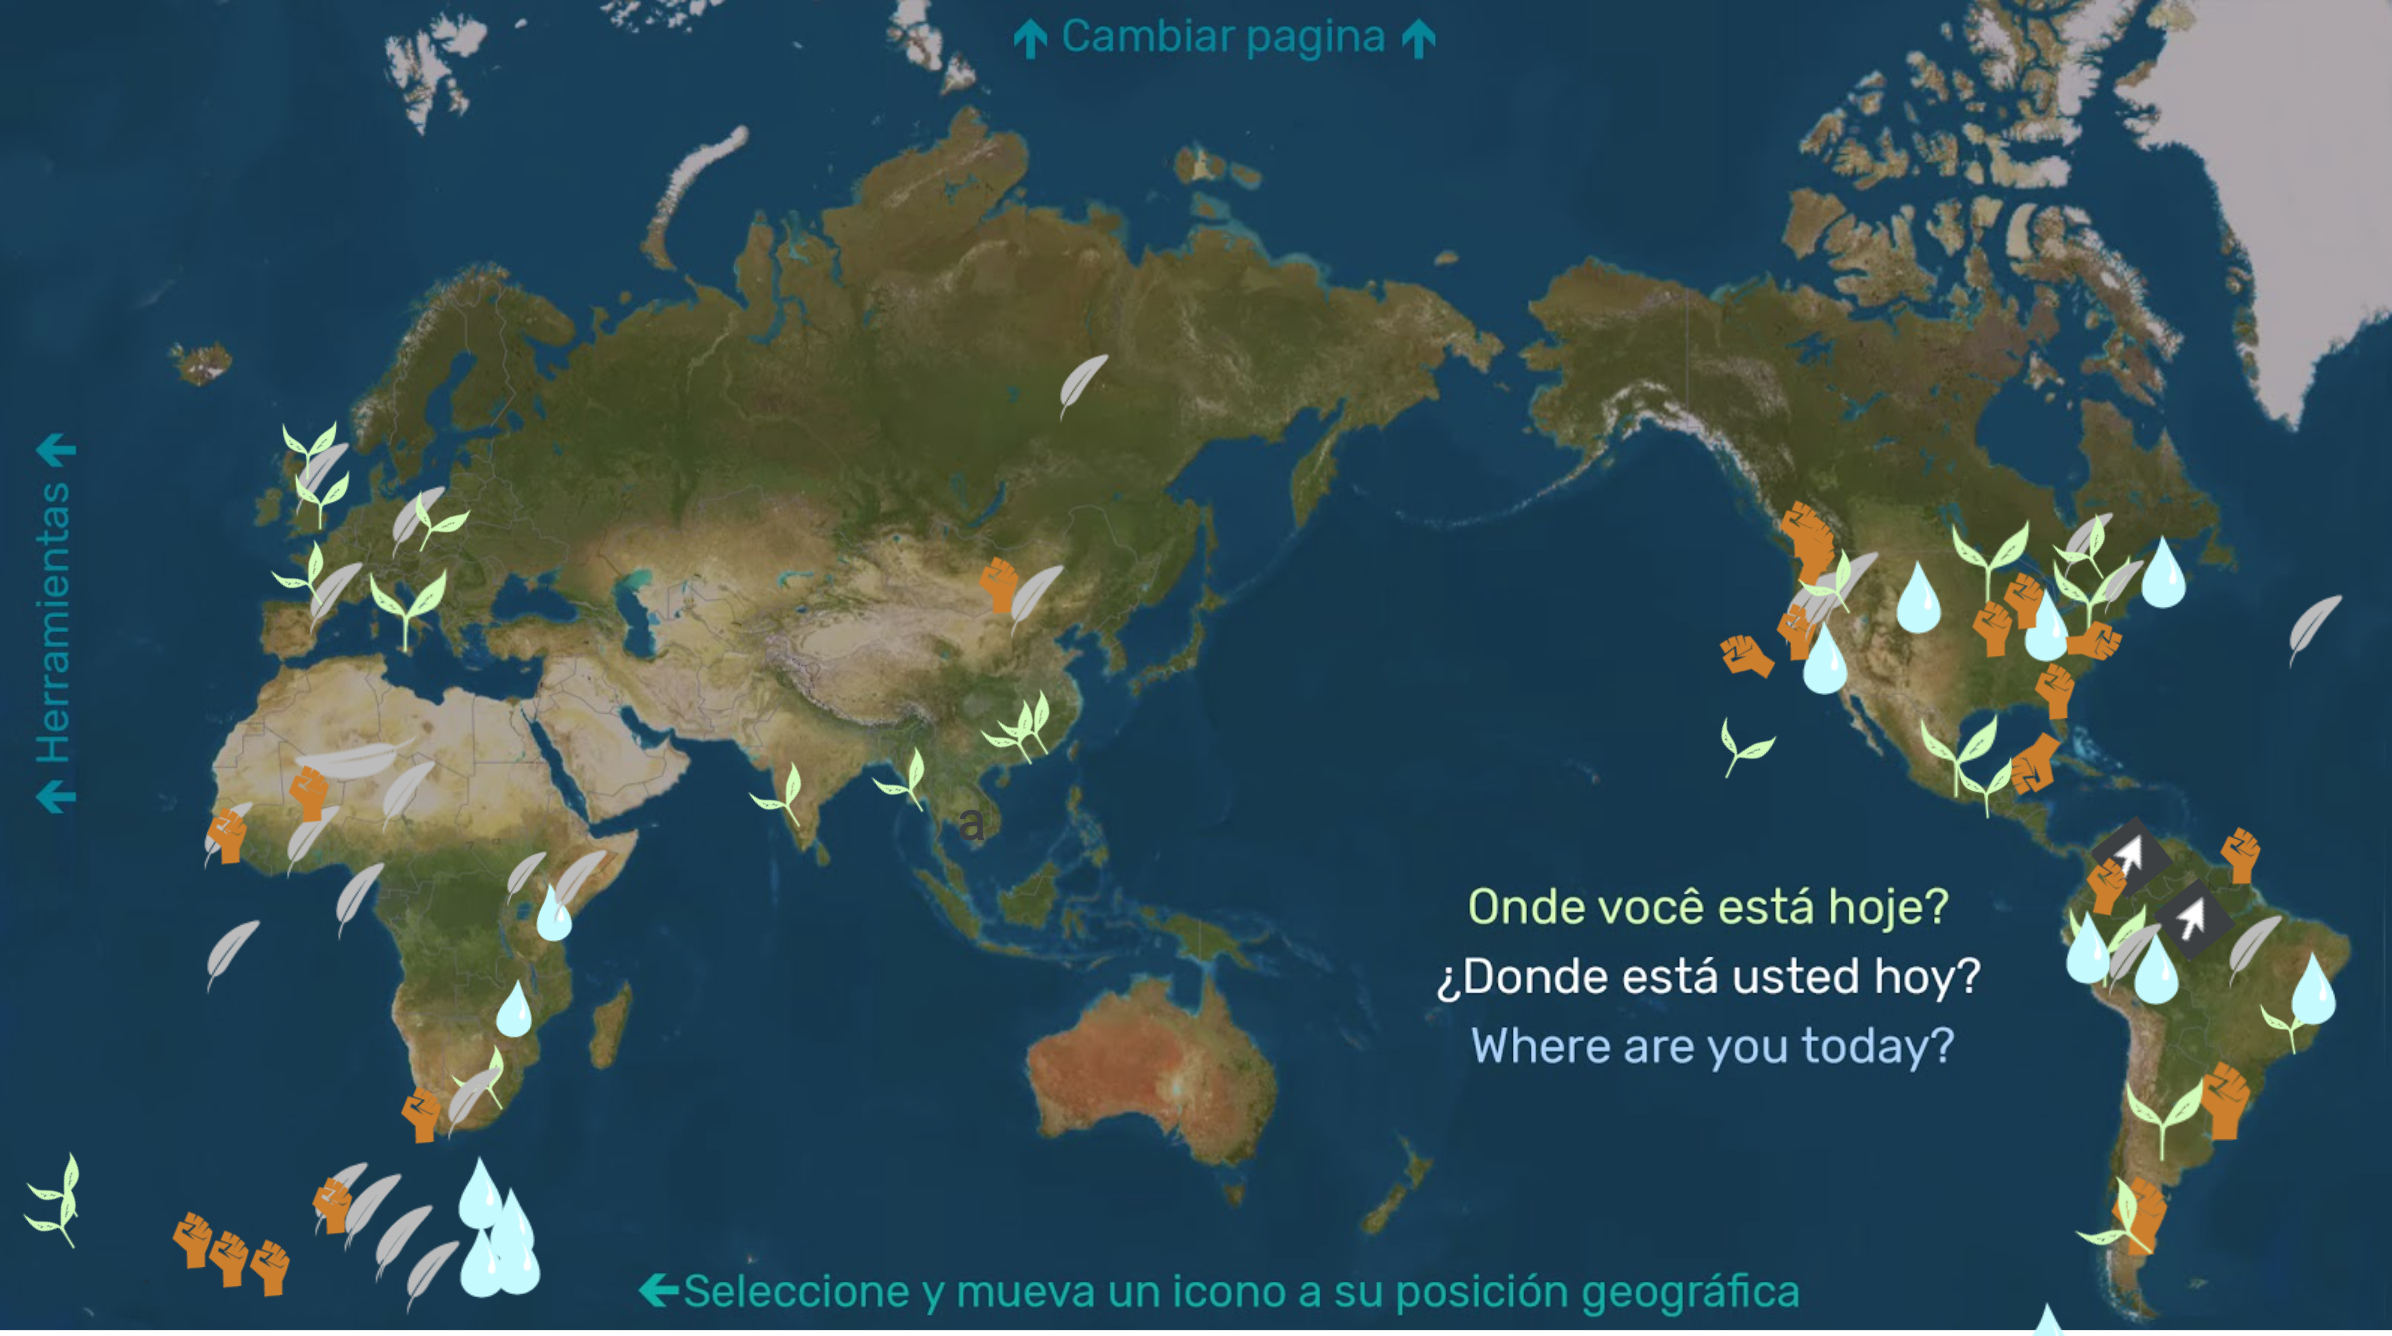 Cambiar pagina
Herramientas
a
Onde você está hoje?
¿Donde está usted hoy?
Where are you today?
Seleccione y mueva un icono a su posición geográfica